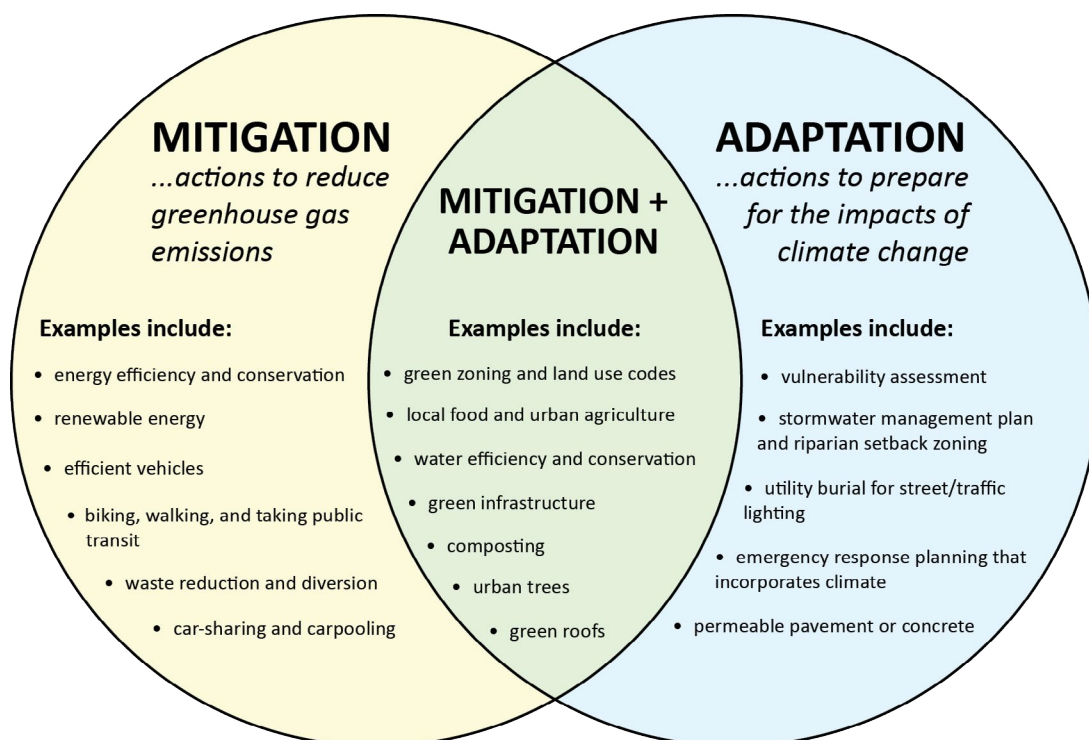 MITIGATION
...actions to reduce
greenhouse gas
emissions
Examples include:
• energy efficiency and conservation
• renewable energy
• efficient vehicles
• biking, walking, and taking public
transit
• waste reduction and diversion
• car-sharing and carpooling
MITIGATION +
ADAPTATION
Examples include:
• green zoning and land use codes
• local food and urban agriculture
• water efficiency and conservation
• green infrastructure
• composting
• urban trees
• green roofs
ADAPTATION
...actions to prepare
for the impacts of
climate change
Examples include:
• vulnerability assessment
• stormwater management plan
and riparian setback zoning
• utility burial for street/traffic
lighting
• emergency response planning that
incorporates climate
• permeable pavement or concrete